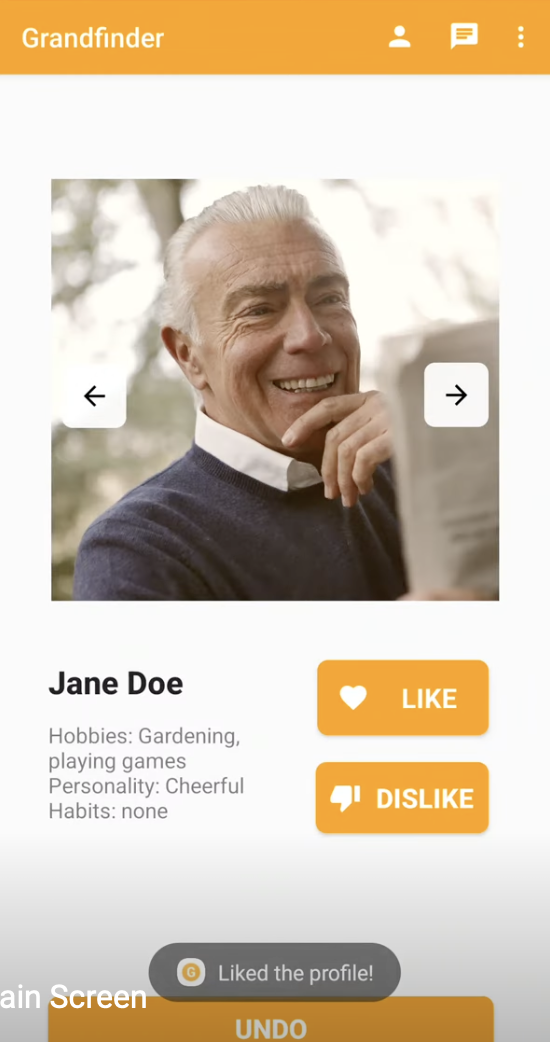 Grandfinder
Jane Doe
Hobbies: Gardening,
playing games
Personality: Cheerful
Habits: none
LIKE
DISLIKE
G Liked the profile!
ain Screen
UNDO